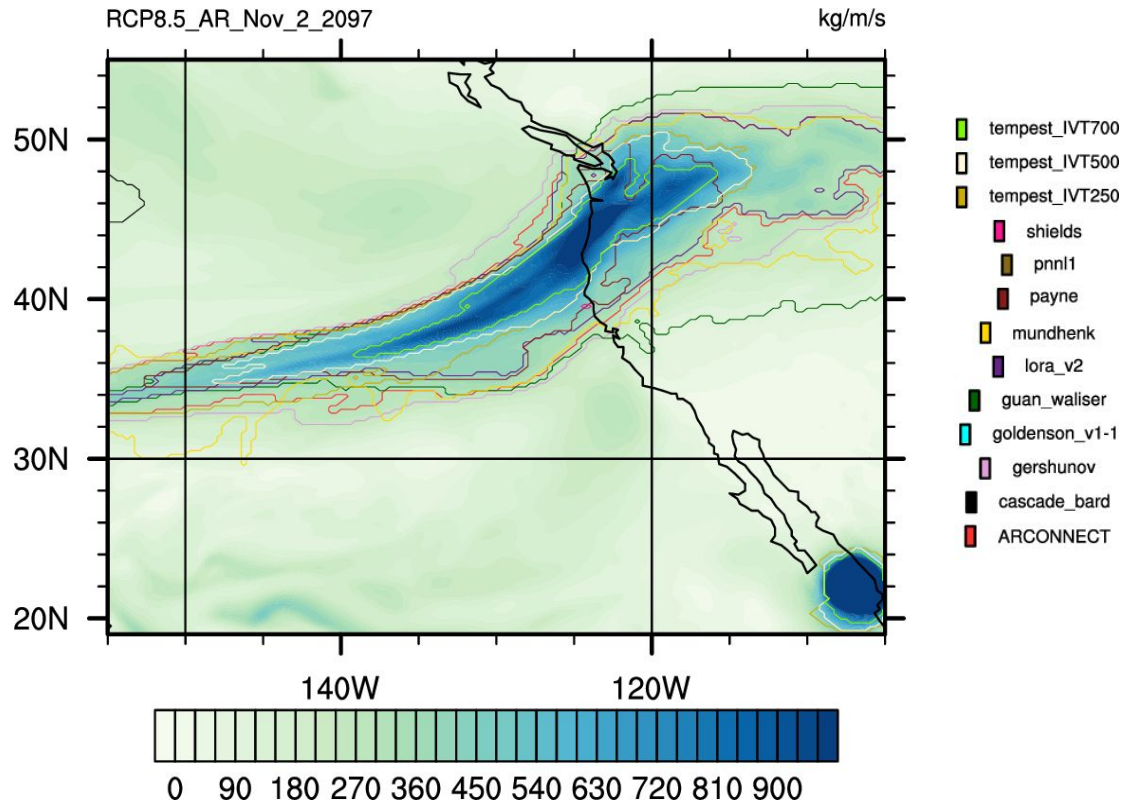 RCP8.5_AR_Nov_2_2097
kg/m/s
50N
40N
30N
20N
140W
120W
tempest_IVT700
tempest_IVT500
tempest_IVT250
shields
pnnl1
payne
mundhenk
lora_v2
guan_waliser
goldenson_v1-1
gershunov
cascade_bard
ARCONNECT
0 90 180 270 360 450 540 630 720 810 900